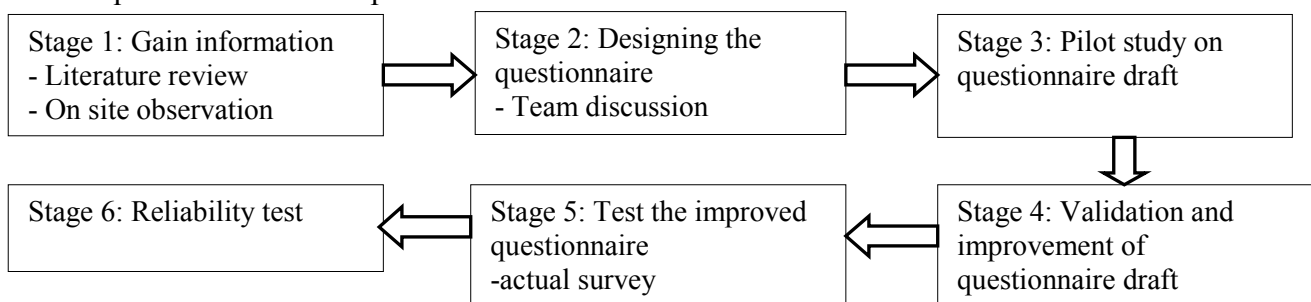 Stage 1: Gain information
- Literature review
- On site observation
Stage 2: Designing the
questionnaire
- Team discussion
Stage 3: Pilot study on
questionnaire draft
Stage 4: Validation and
improvement of
questionnaire draft
Stage 5: Test the improved
questionnaire
-actual survey
Stage 6: Reliability test